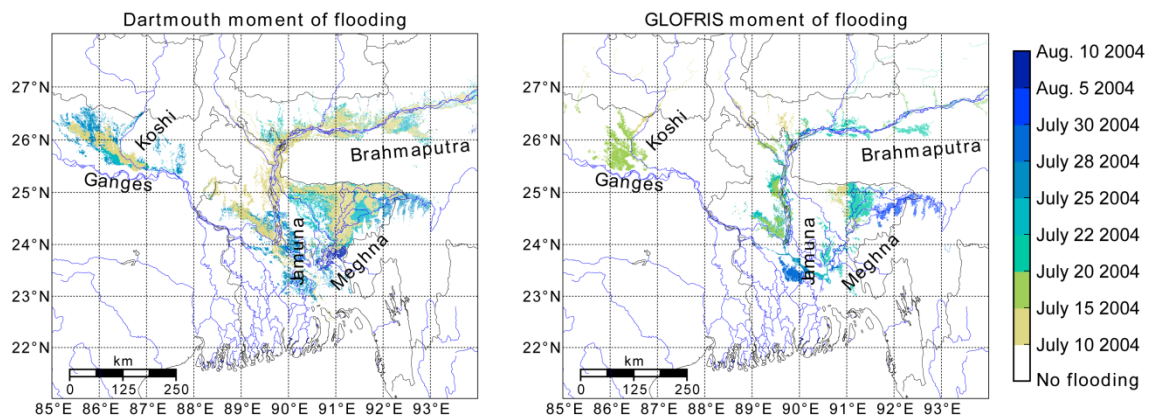 Dartmouth moment of flooding
27°N
26°N
25°N
24°N
23°N
22°N
Koshi
Ganges
Brahmaputra
Jamuna
Meghna
km
0 125 250
85°E 86°E 87°E 88°E 89°E 90°E 91°E 92°E 93°E
GLOFRIS moment of flooding
27°N
26°N
25°N
24°N
23°N
22°N
Koshi
Ganges
Brahmaputra
Jamuna
Meghna
km
0 125 250
85°E 86°E 87°E 88°E 89°E 90°E 91°E 92°E 93°E
Aug. 10 2004
Aug. 5 2004
July 30 2004
July 28 2004
July 25 2004
July 22 2004
July 20 2004
July 15 2004
July 10 2004
No flooding